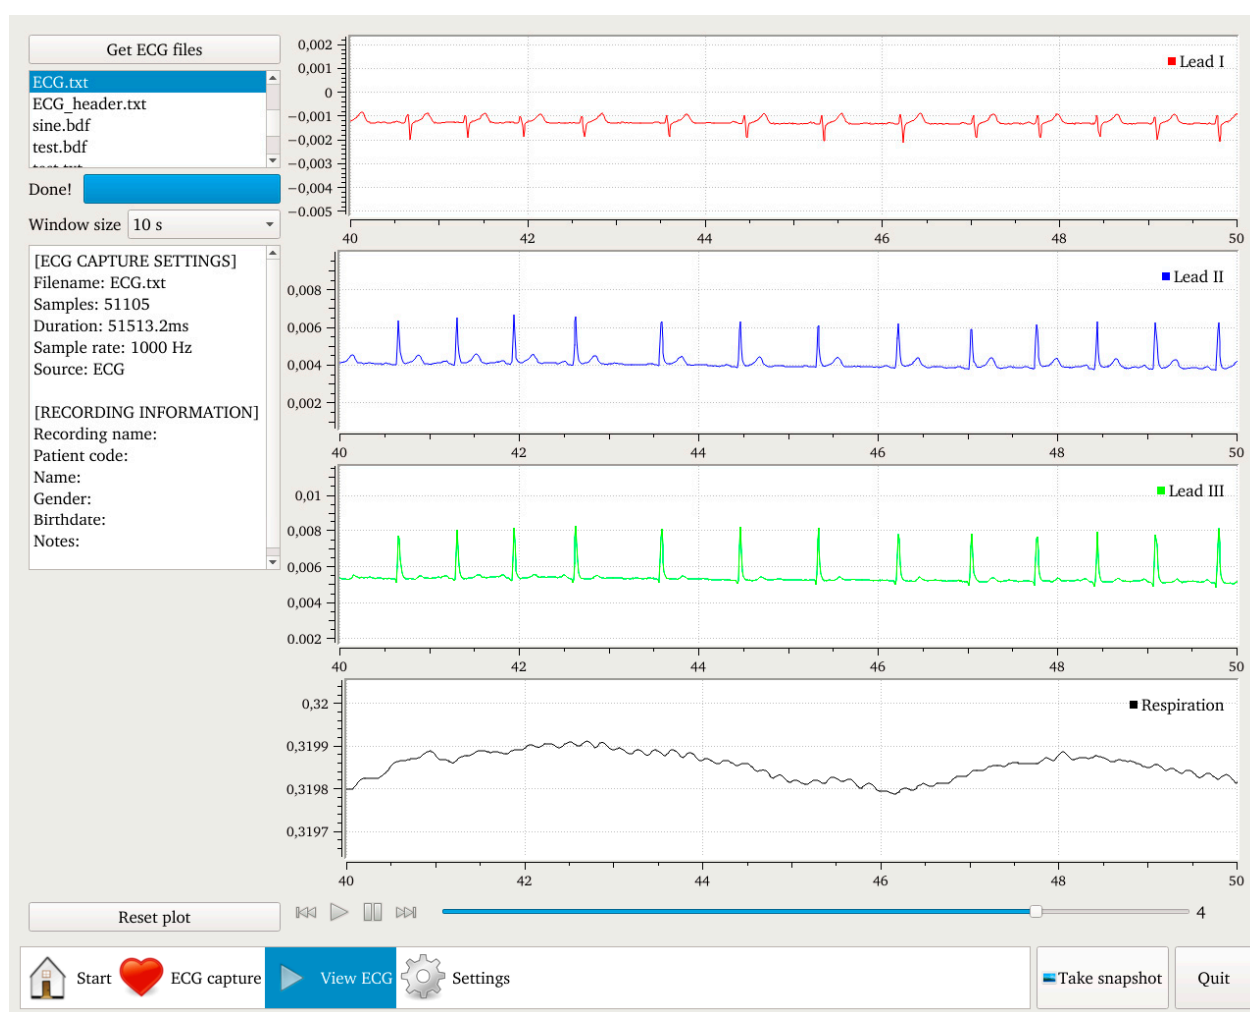 Get ECG files
ECG.txt
ECG_header.txt
sine.bdf
test.bdf
Done!
Window size 10 s
[ECG CAPTURE SETTINGS]
Filename: ECG.txt
Samples: 51105
Duration: 51513.2ms
Sample rate: 1000 Hz
Source: ECG
[RECORDING INFORMATION]
Recording name:
Patient code:
Name:
Gender:
Birthdate:
Notes:
Reset plot
0,002
0,001
0
−0,001
−0,002
−0,003
−0,004
−0.005
Lead I
40 42 44 46 48 50
0,008
0,006
0,004
0,002
Lead II
40 42 44 46 48 50
0,01
0,008
0,006
0,004
0.002
Lead III
40 42 44 46 48 50
0,32
0,3199
0,3198
0,3197
Respiration
40 42 44 46 48 50
4
Start ECG capture View ECG Settings Take snapshot Quit